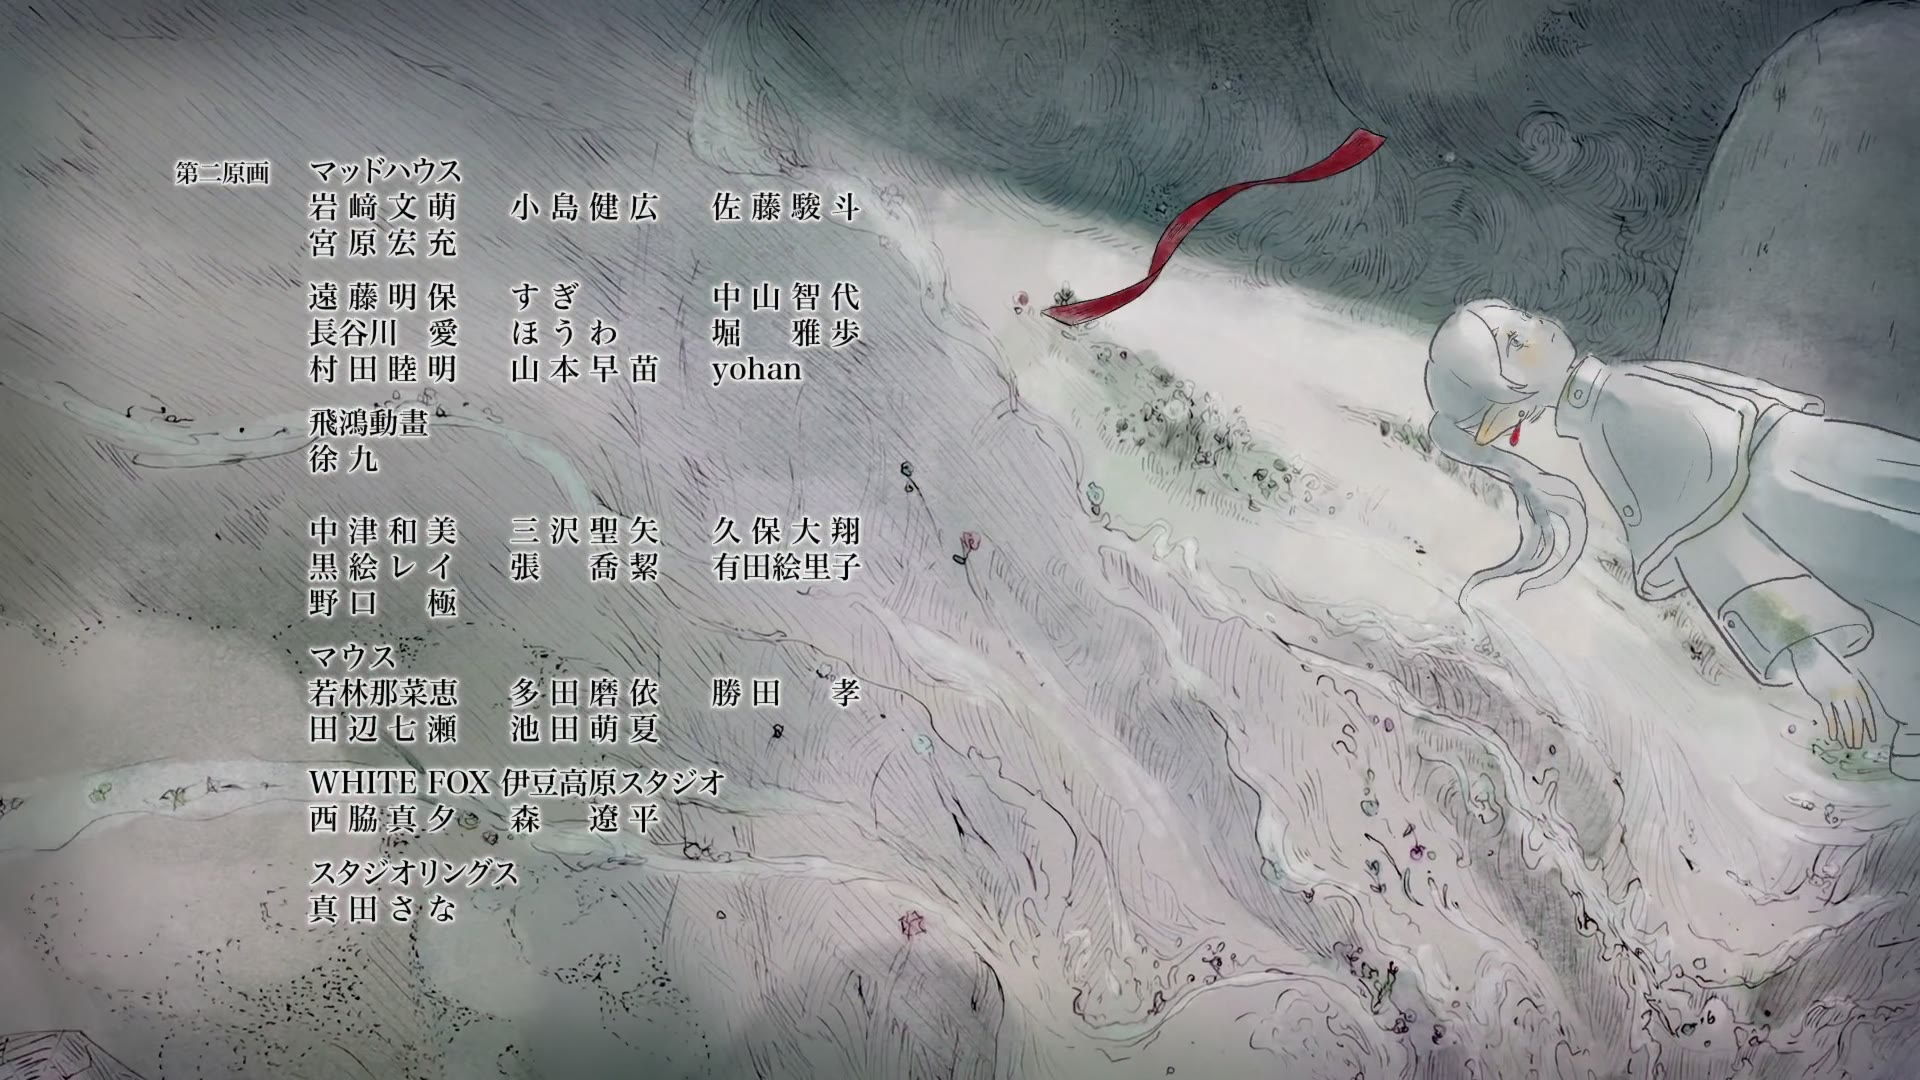 第二原画 マッドハウス
岩﨑文萌 小島健広 佐藤駿斗
宮原宏充
遠藤明保 すぎ 中山智代
長谷川 愛 ほうわ 堀 雅歩
村田睦明 山本早苗 yohan
飛鴻動畫
徐九
中津和美 三沢聖矢 久保大翔
黒絵レイ 張 喬絜 有田絵里子
野口 極
マウス
若林那菜恵 多田磨依 勝田 孝
田辺七瀬 池田萌夏
WHITE FOX 伊豆高原スタジオ
西脇真夕 森 遼平
スタジオリングス
真田さな